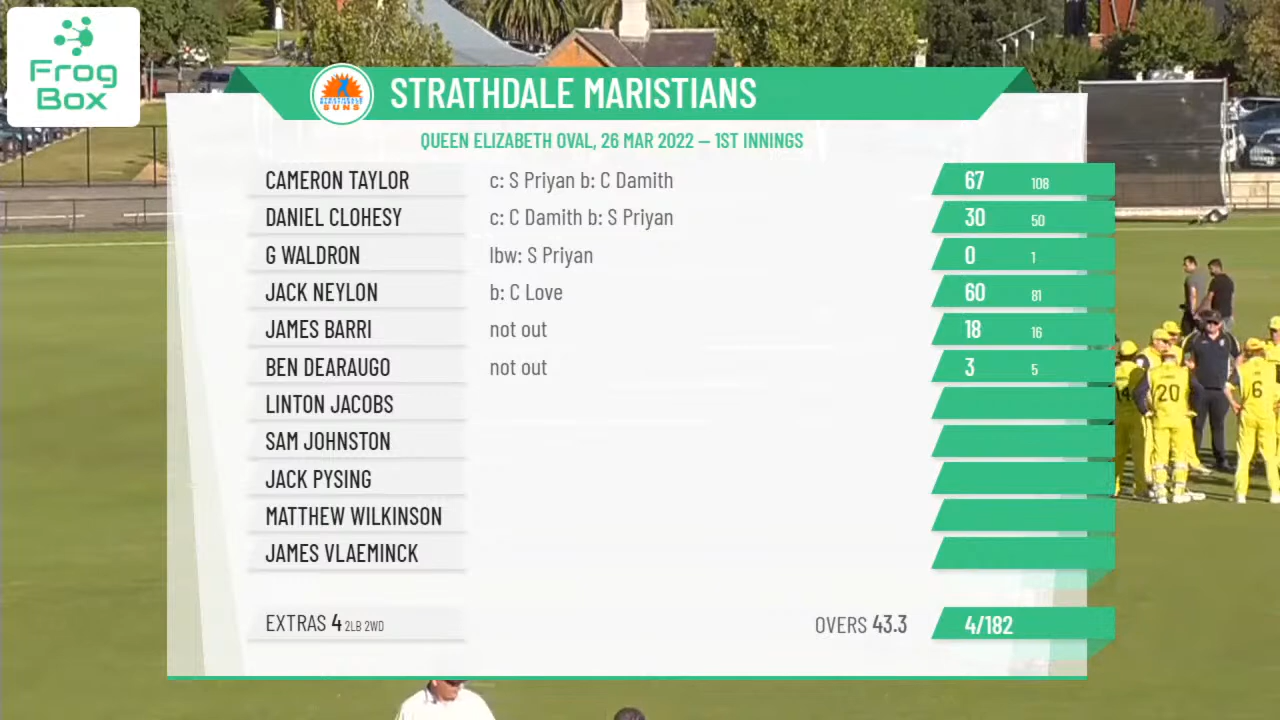 Frog
Box
STRATHDALE MARISTIANS
SUNS
QUEEN ELIZABETH OVAL, 26 MAR 2022 – 1ST INNINGS
CAMERON TAYLOR c: S Priyan b: C Damith 67 108
DANIEL CLOHESY c: C Damith b: S Priyan 30 50
G WALDRON lbw: S Priyan 0 1
JACK NEYLON b: C Love 60 81
JAMES BARRI not out 18 16
BEN DEARAUGO not out 3 5
LINTON JACOBS
SAM JOHNSTON
JACK PYSING
MATTHEW WILKINSON
JAMES VLAEMINCK
EXTRAS 4 2LB 2WD OVERS 43.3 4/182
20
6